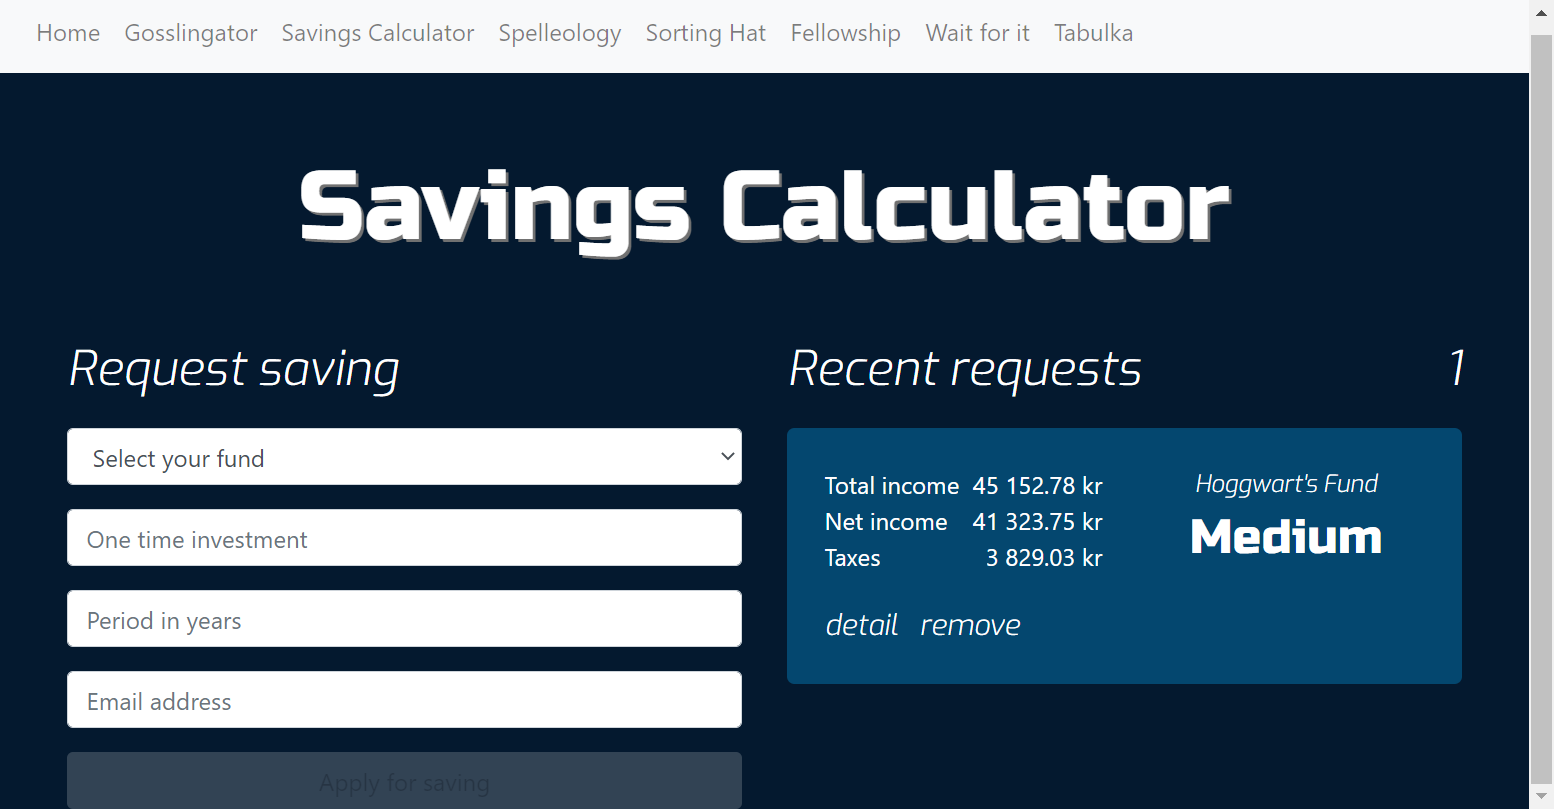 Home Gosslingator Savings Calculator Spelleology Sorting Hat Fellowship Wait for it Tabulka
Savings Calculator
Request saving
Select your fund
One time investment
Period in years
Email address
Apply for saving
Recent requests 1
Total income 45 152.78 kr
Net income 41 323.75 kr
Taxes 3 829.03 kr
Hoggwart's Fund
Medium
detail remove